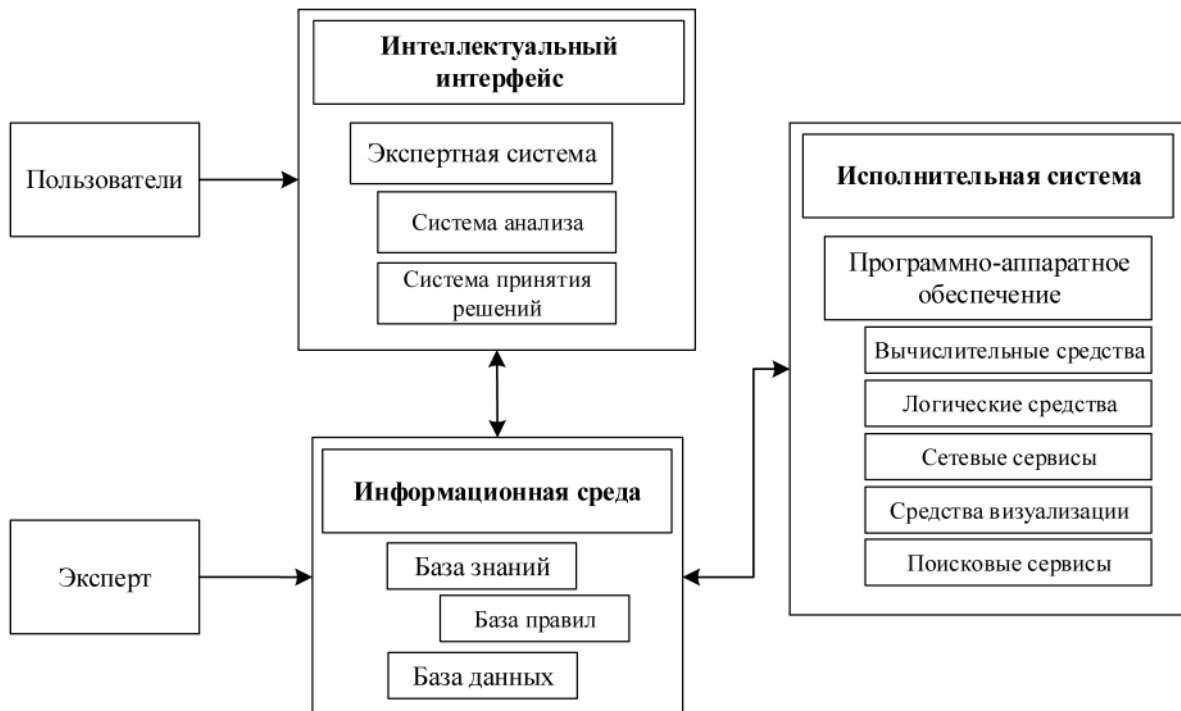 Интеллектуальный
интерфейс
Экспертная система
Система анализа
Система принятия
решений
Пользователи
Исполнительная система
Программно-аппаратное
обеспечение
Вычислительные средства
Логические средства
Сетевые сервисы
Средства визуализации
Поисковые сервисы
Информационная среда
База знаний
База правил
База данных
Эксперт